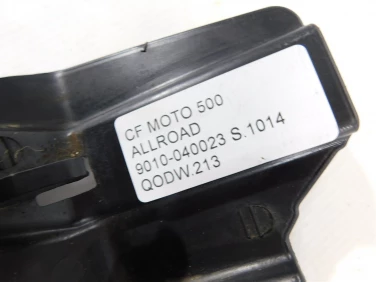 CF MOTO 500
ALLROAD
9010-040023 S.1014
QODW.213